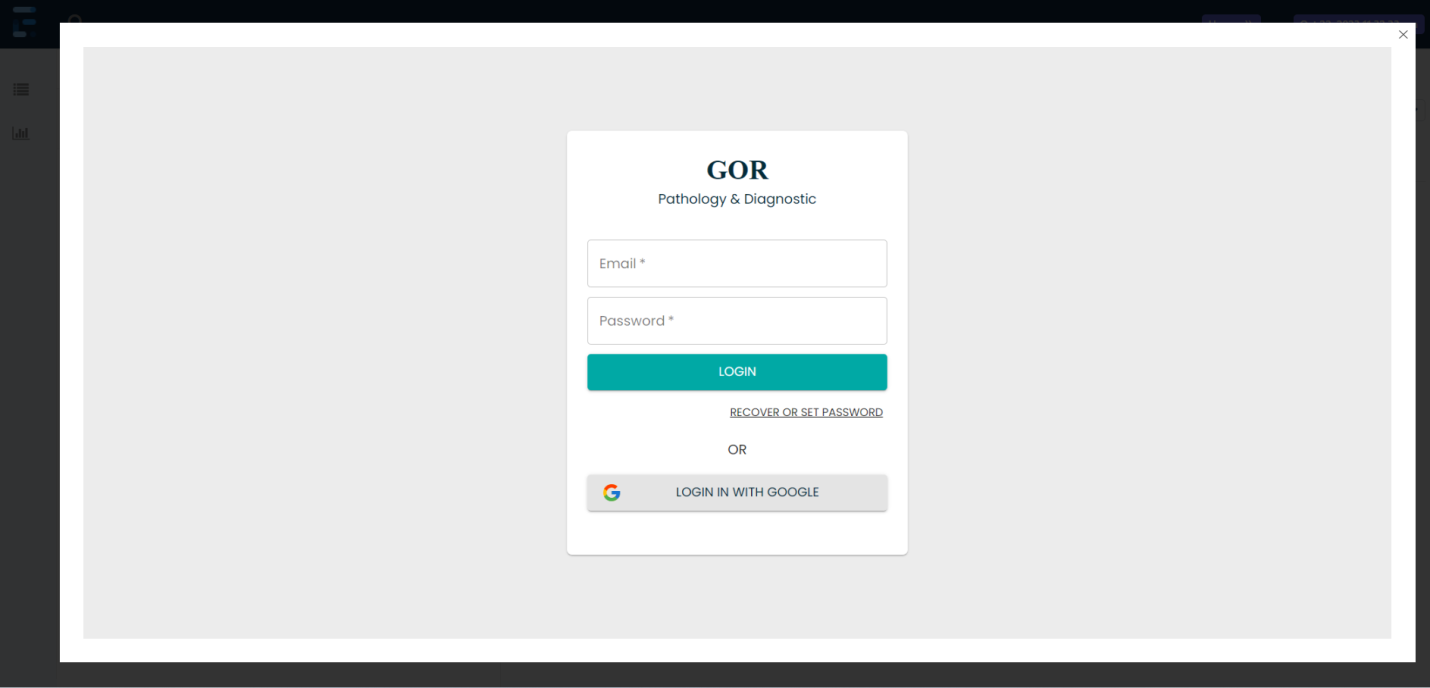 GOR
Pathology & Diagnostic
Email *
Password *
LOGIN
RECOVER OR SET PASSWORD
OR
LOGIN IN WITH GOOGLE